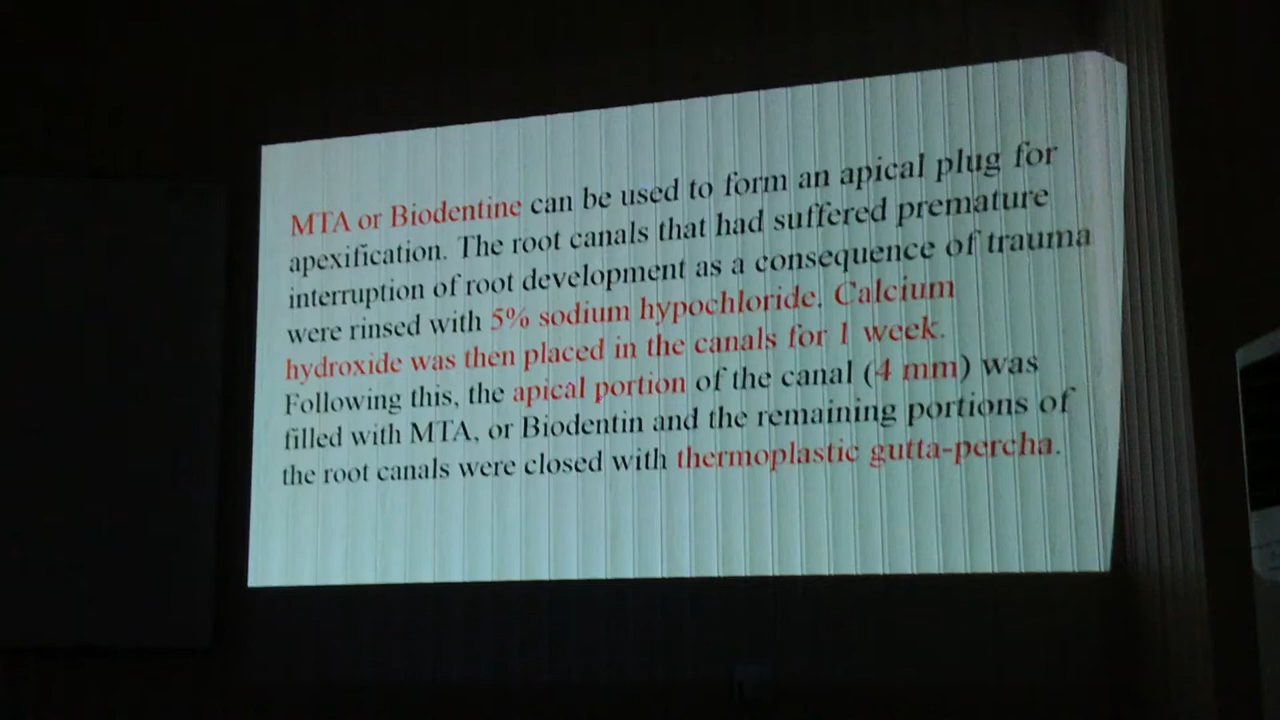 MTA or Biodentine can be used to form an apical plug for
apexification. The root canals that had suffered premature
interruption of root development as a consequence of trauma
were rinsed with 5% sodium hypochloride. Calcium
hydroxide was then placed in the canals for 1 week.
Following this, the apical portion of the canal (4 mm) was
filled with MTA, or Biodentin and the remaining portions of
the root canals were closed with thermoplastic gutta-percha.